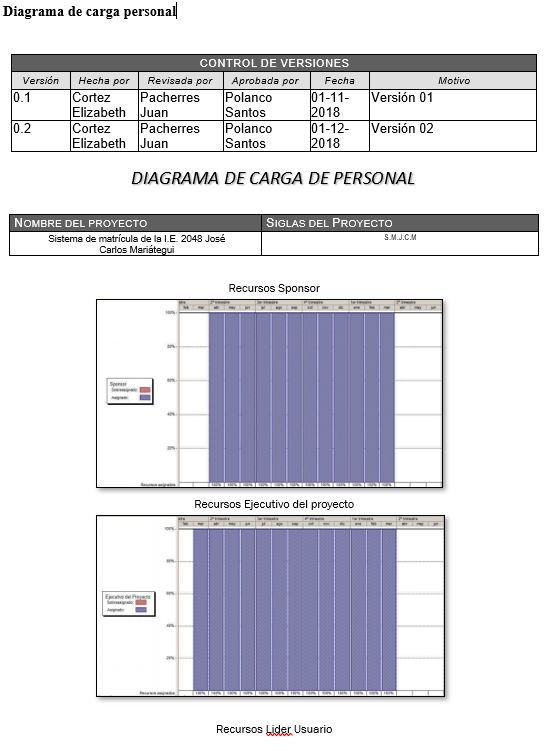 Diagrama de carga personal
CONTROL DE VERSIONES
Versión Hecha por Revisada por Aprobada por Fecha Motivo
0.1 Cortez Elizabeth Pacherres Juan Polanco Santos 01-11-2018 Versión 01
0.2 Cortez Elizabeth Pacherres Juan Polanco Santos 01-12-2018 Versión 02
DIAGRAMA DE CARGA DE PERSONAL
NOMBRE DEL PROYECTO SIGLAS DEL PROYECTO
Sistema de matrícula de la I.E. 2048 José S.M.J.C.M
Carlos Mariátegui
Recursos Sponsor
2º trimestre 3er trimestre 4º trimestre 1er trimestre 2º trimestre
feb mar abr may jun jul ago sep oct nov dic ene feb mar abr may jun
100%
80%
60%
40%
20%
Sponsor
Sobreasignado:
Asignado:
Recursos asignados 100% 100% 100% 100% 100% 100% 100% 100% 100% 100% 100% 100%
Recursos Ejecutivo del proyecto
2º trimestre 3er trimestre 4º trimestre 1er trimestre 2º trimestre
feb mar abr may jun jul ago sep oct nov dic ene feb mar abr may jun
100%
80%
60%
40%
20%
Ejecutivo del Proyecto
Sobreasignado:
Asignado:
Recursos asignados 100% 100% 100% 100% 100% 100% 100% 100% 100% 100% 100% 100% 100%
Recursos Lider Usuario